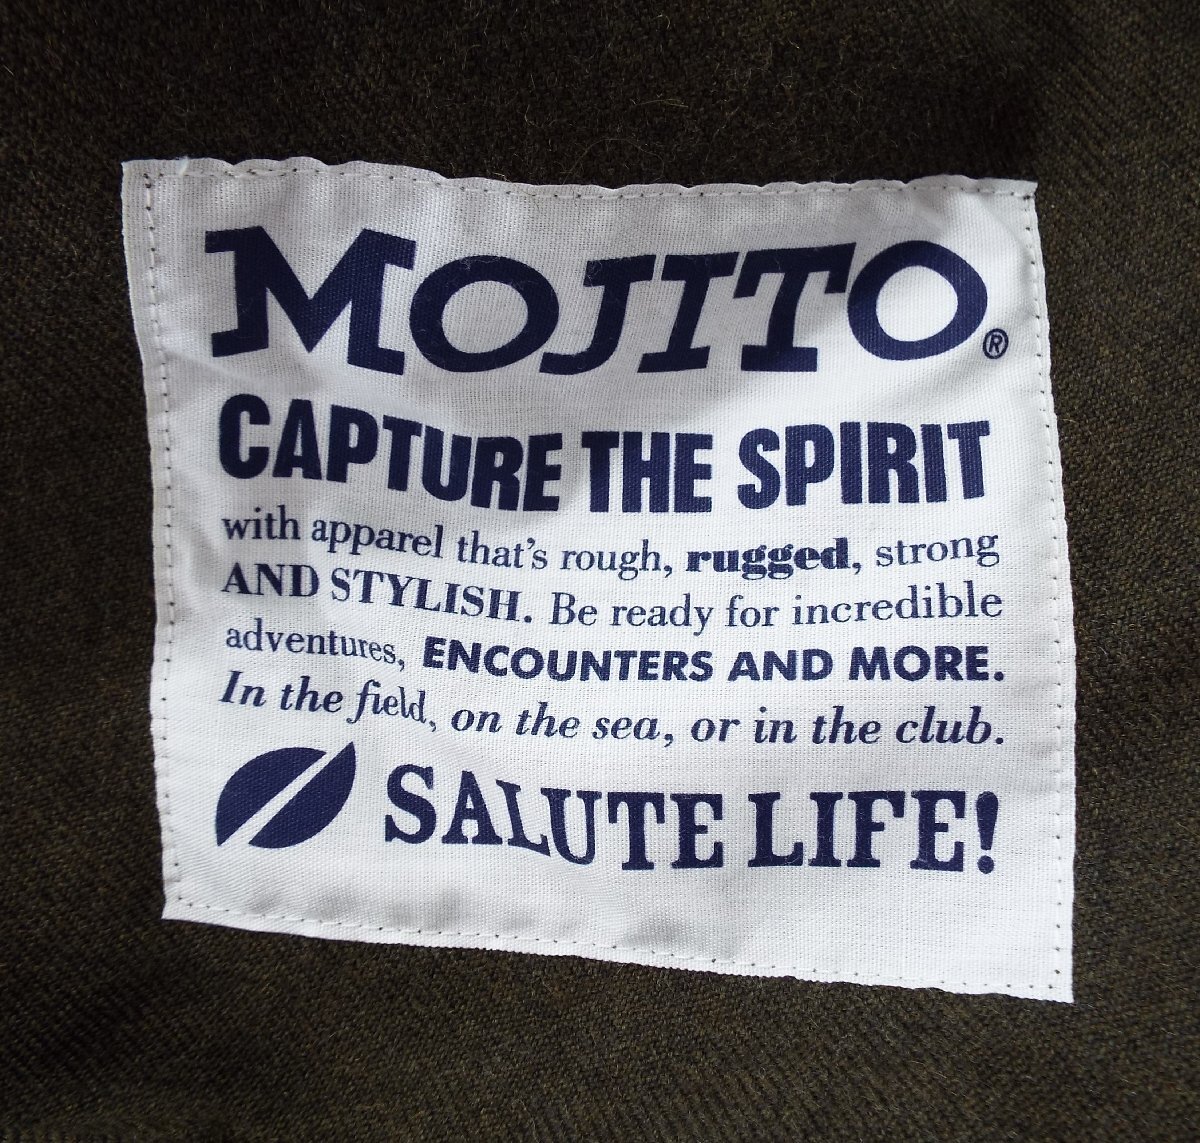 MOJITO®
CAPTURE THE SPIRIT
with apparel that's rough, rugged, strong
AND STYLISH. Be ready for incredible
adventures, ENCOUNTERS AND MORE.
In the field, on the sea, or in the club.
SALUTE LIFE!